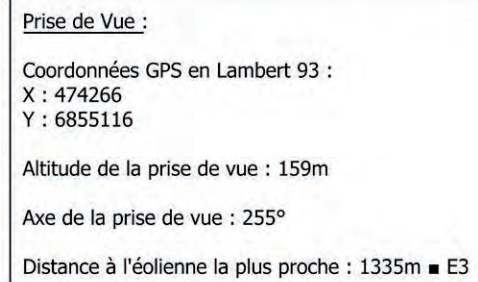 Prise de Vue :
Coordonnées GPS en Lambert 93 :
X : 474266
Y : 6855116
Altitude de la prise de vue : 159m
Axe de la prise de vue : 255°
Distance à l'éolienne la plus proche : 1335m ■ E3